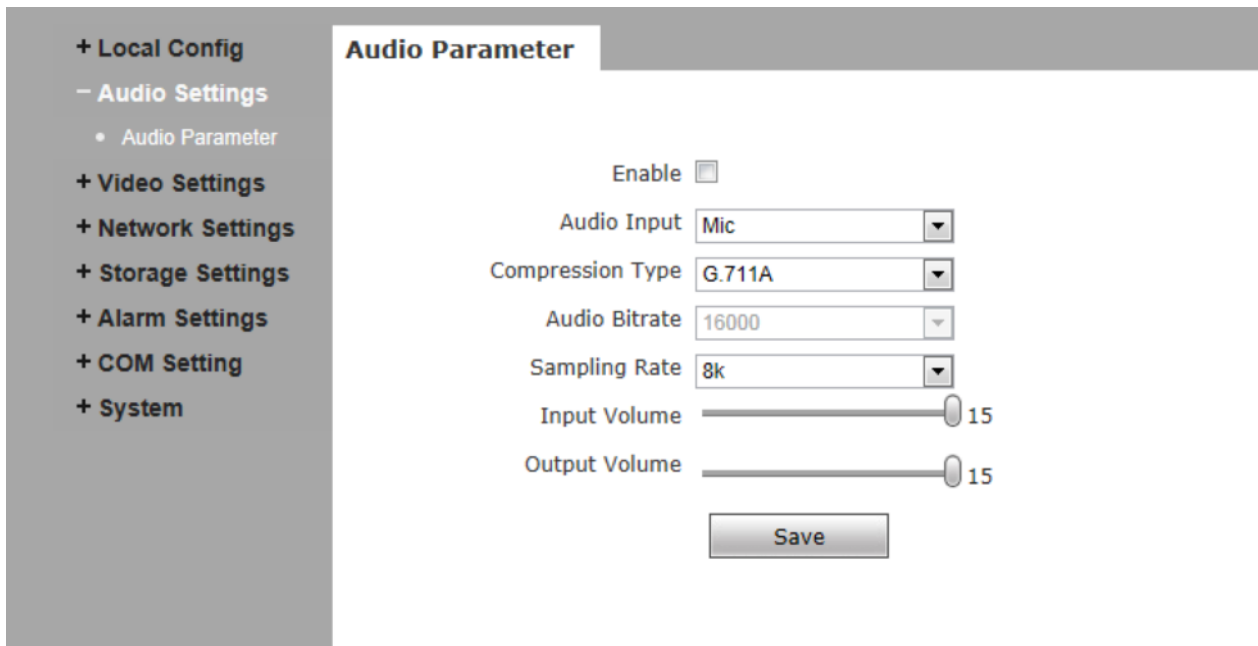 + Local Config
− Audio Settings
• Audio Parameter
+ Video Settings
+ Network Settings
+ Storage Settings
+ Alarm Settings
+ COM Setting
+ System
Audio Parameter
Enable
Audio Input Mic
Compression Type G.711A
Audio Bitrate 16000
Sampling Rate 8k
Input Volume 15
Output Volume 15
Save